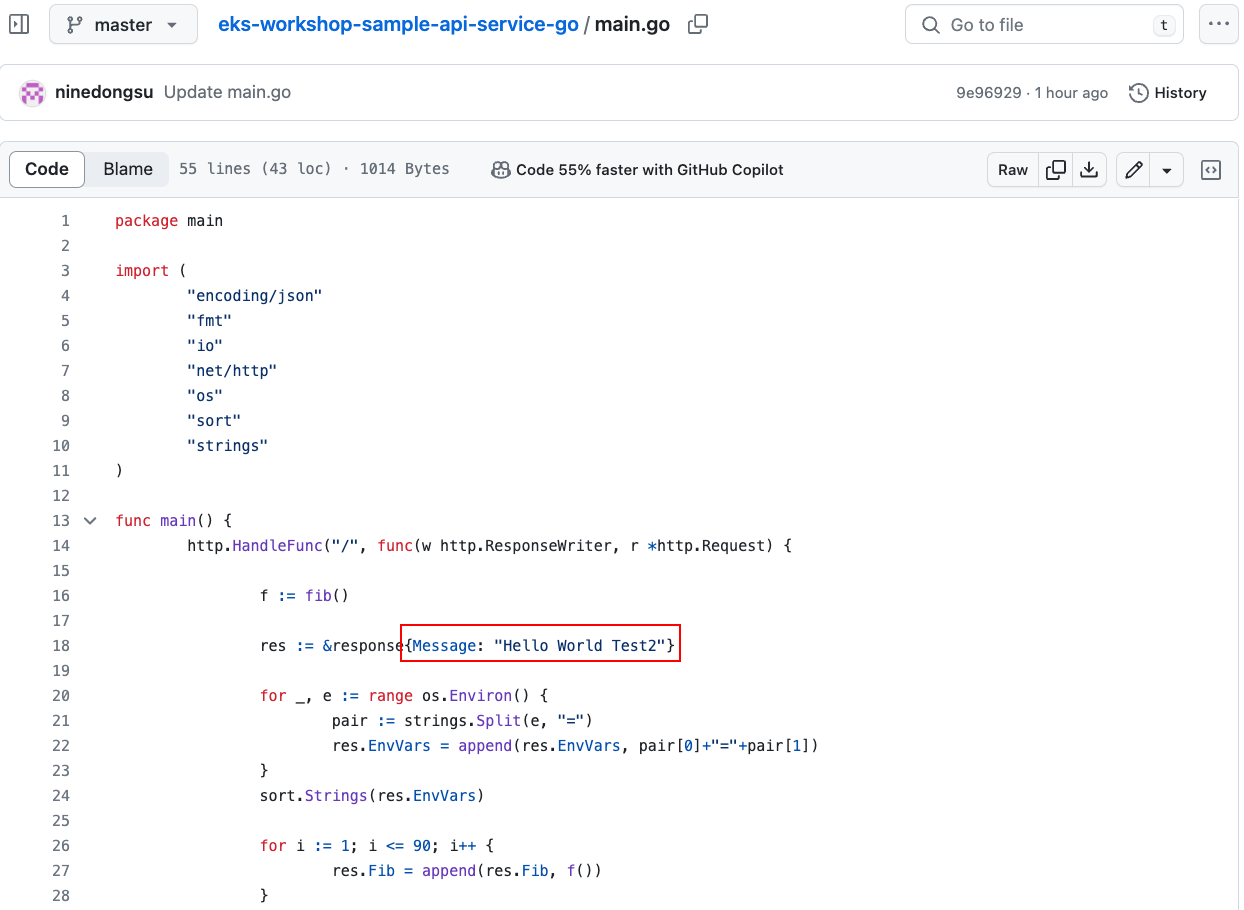 master eks-workshop-sample-api-service-go / main.go Go to file t
ninedongsu Update main.go 9e96929 · 1 hour ago History
Code Blame 55 lines (43 loc) · 1014 Bytes Code 55% faster with GitHub Copilot Raw
1 package main
2
3 import (
4 "encoding/json"
5 "fmt"
6 "io"
7 "net/http"
8 "os"
9 "sort"
10 "strings"
11 )
12
13 func main() {
14 http.HandleFunc("/", func(w http.ResponseWriter, r *http.Request) {
15
16 f := fib()
17
18 res := &response{Message: "Hello World Test2"}
19
20 for _, e := range os.Environ() {
21 pair := strings.Split(e, "=")
22 res.EnvVars = append(res.EnvVars, pair[0]+"="+pair[1])
23 }
24 sort.Strings(res.EnvVars)
25
26 for i := 1; i <= 90; i++ {
27 res.Fib = append(res.Fib, f())
28 }